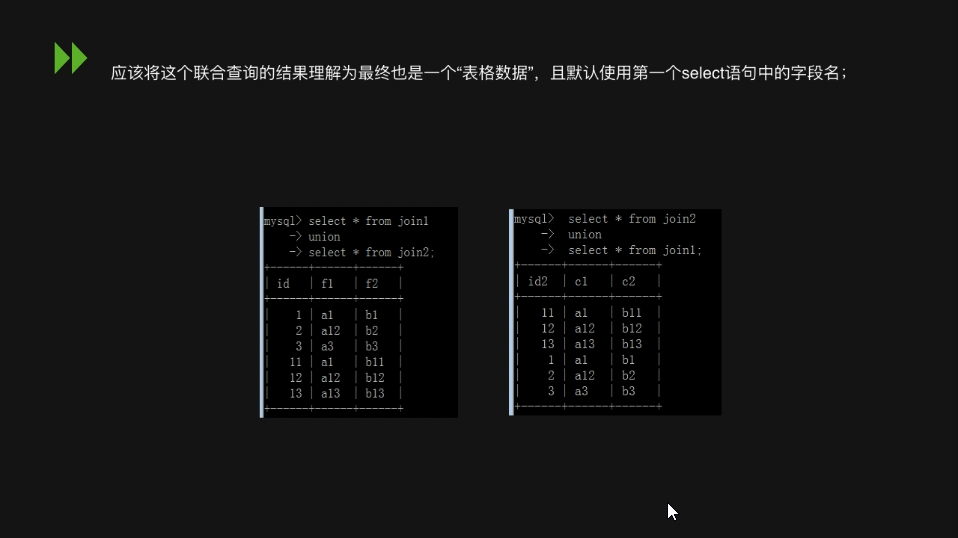 应该将这个联合查询的结果理解为最终也是一个“表格数据”，且默认使用第一个select语句中的字段名；
mysql> select * from join1
-> union
-> select * from join2;
+------+------+------+
| id | f1 | f2 |
+------+------+------+
| 1 | a1 | b1 |
| 2 | a12 | b2 |
| 3 | a3 | b3 |
| 11 | a1 | b11 |
| 12 | a12 | b12 |
| 13 | a13 | b13 |
+------+------+------+
mysql> select * from join2
-> union
-> select * from join1;
+------+------+------+
| id2 | c1 | c2 |
+------+------+------+
| 11 | a1 | b11 |
| 12 | a12 | b12 |
| 13 | a13 | b13 |
| 1 | a1 | b1 |
| 2 | a12 | b2 |
| 3 | a3 | b3 |
+------+------+------+